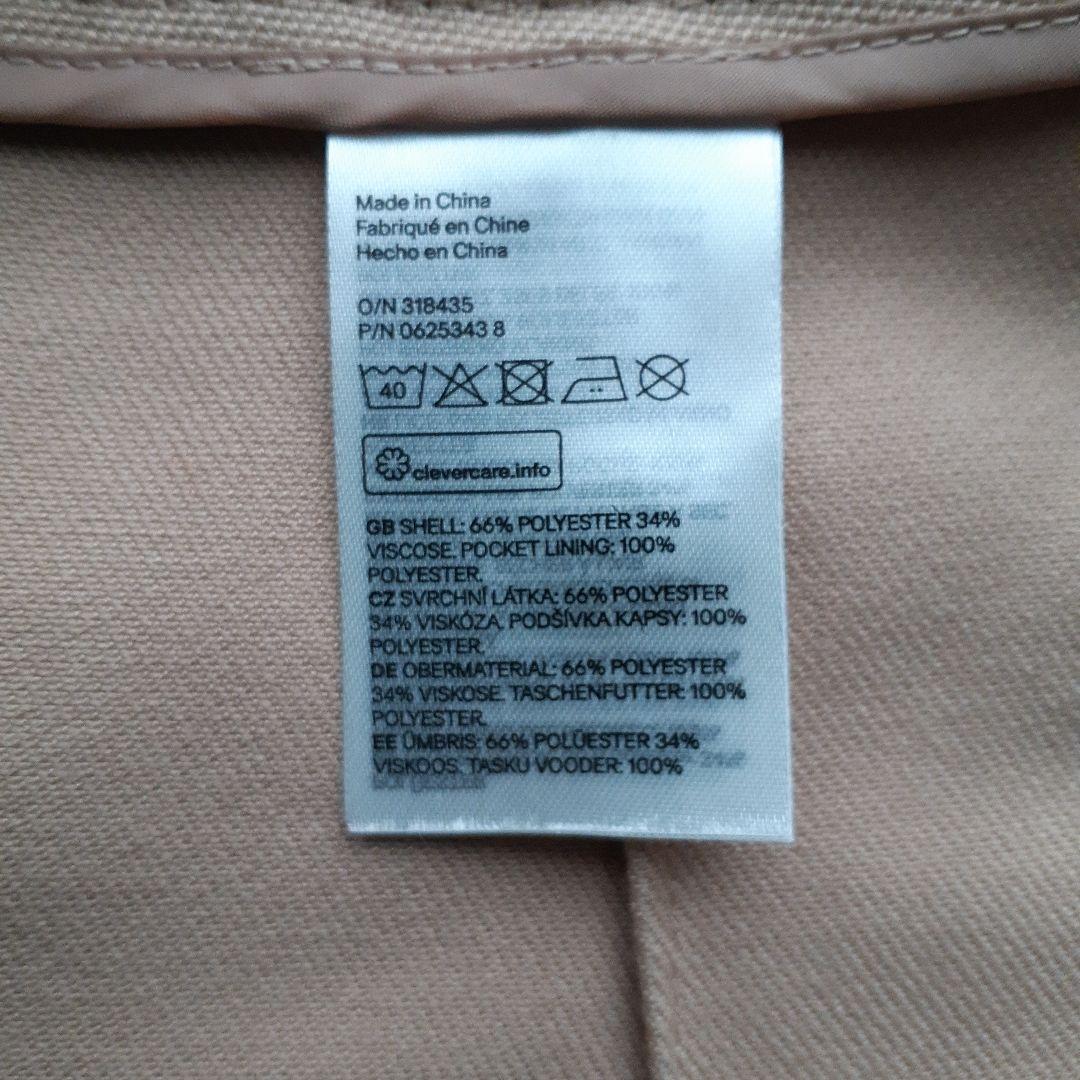 Made in China
Fabriqué en Chine
Hecho en China
O/N 318435
P/N 0625343 8
40
clevercare.info
GB SHELL: 66% POLYESTER 34%
VISCOSE. POCKET LINING: 100%
POLYESTER.
CZ SVRCHNÍ LÁTKA: 66% POLYESTER
34% VISKÓZA. PODŠÍVKA KAPSY: 100%
POLYESTER.
DE OBERMATERIAL: 66% POLYESTER
34% VISKOSE. TASCHENFUTTER: 100%
POLYESTER.
EE ÜMBRIS: 66% POLÜESTER 34%
VISKOOS. TASKU VOODER: 100%